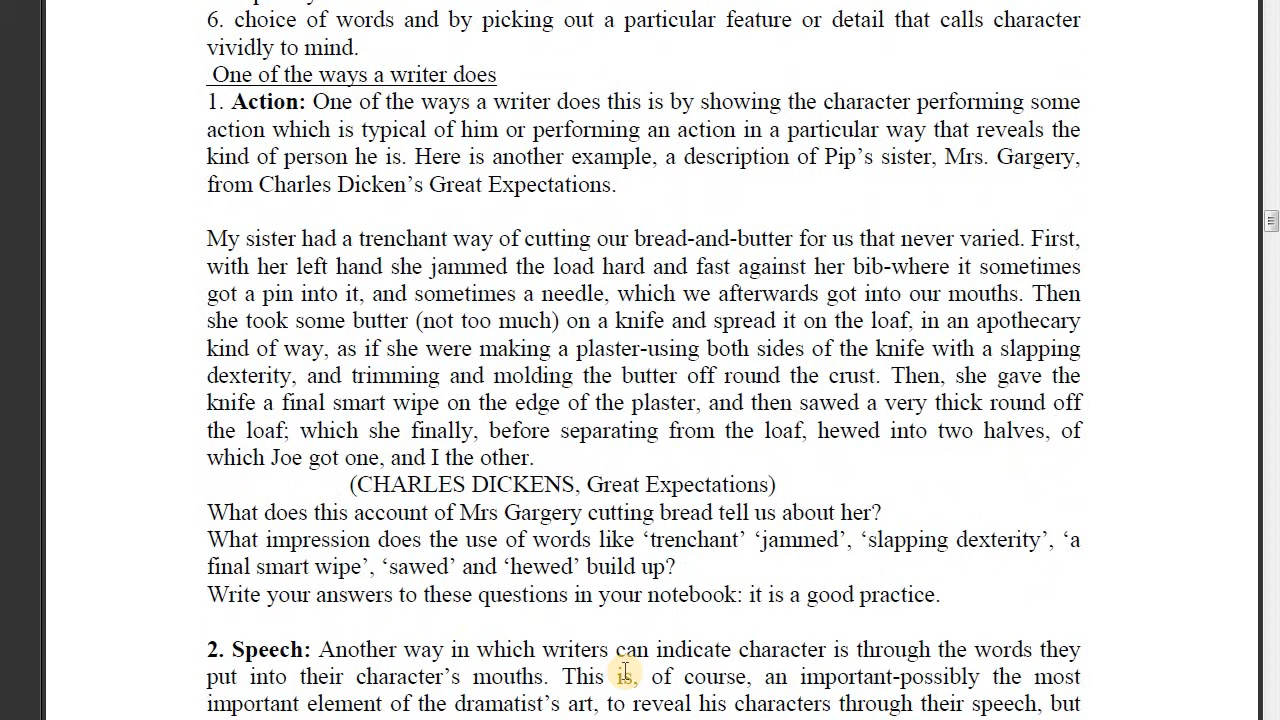 6. choice of words and by picking out a particular feature or detail that calls character
vividly to mind.
One of the ways a writer does
1. Action: One of the ways a writer does this is by showing the character performing some
action which is typical of him or performing an action in a particular way that reveals the
kind of person he is. Here is another example, a description of Pip's sister, Mrs. Gargery,
from Charles Dicken's Great Expectations.
My sister had a trenchant way of cutting our bread-and-butter for us that never varied. First,
with her left hand she jammed the load hard and fast against her bib-where it sometimes
got a pin into it, and sometimes a needle, which we afterwards got into our mouths. Then
she took some butter (not too much) on a knife and spread it on the loaf, in an apothecary
kind of way, as if she were making a plaster-using both sides of the knife with a slapping
dexterity, and trimming and molding the butter off round the crust. Then, she gave the
knife a final smart wipe on the edge of the plaster, and then sawed a very thick round off
the loaf; which she finally, before separating from the loaf, hewed into two halves, of
which Joe got one, and I the other.
(CHARLES DICKENS, Great Expectations)
What does this account of Mrs Gargery cutting bread tell us about her?
What impression does the use of words like ‘trenchant’ ‘jammed’, ‘slapping dexterity’, ‘a
final smart wipe’, ‘sawed’ and ‘hewed’ build up?
Write your answers to these questions in your notebook: it is a good practice.
2. Speech: Another way in which writers can indicate character is through the words they
put into their character's mouths. This is, of course, an important-possibly the most
important element of the dramatist's art, to reveal his characters through their speech, but